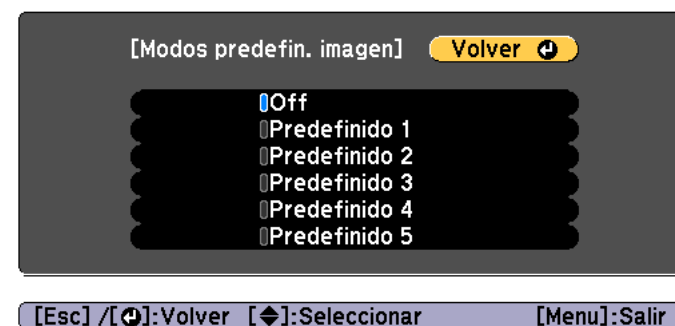 [Modos predefin. imagen] Volver
Off
Predefinido 1
Predefinido 2
Predefinido 3
Predefinido 4
Predefinido 5
[Esc] /[⏎]:Volver [◆]:Seleccionar [Menu]:Salir